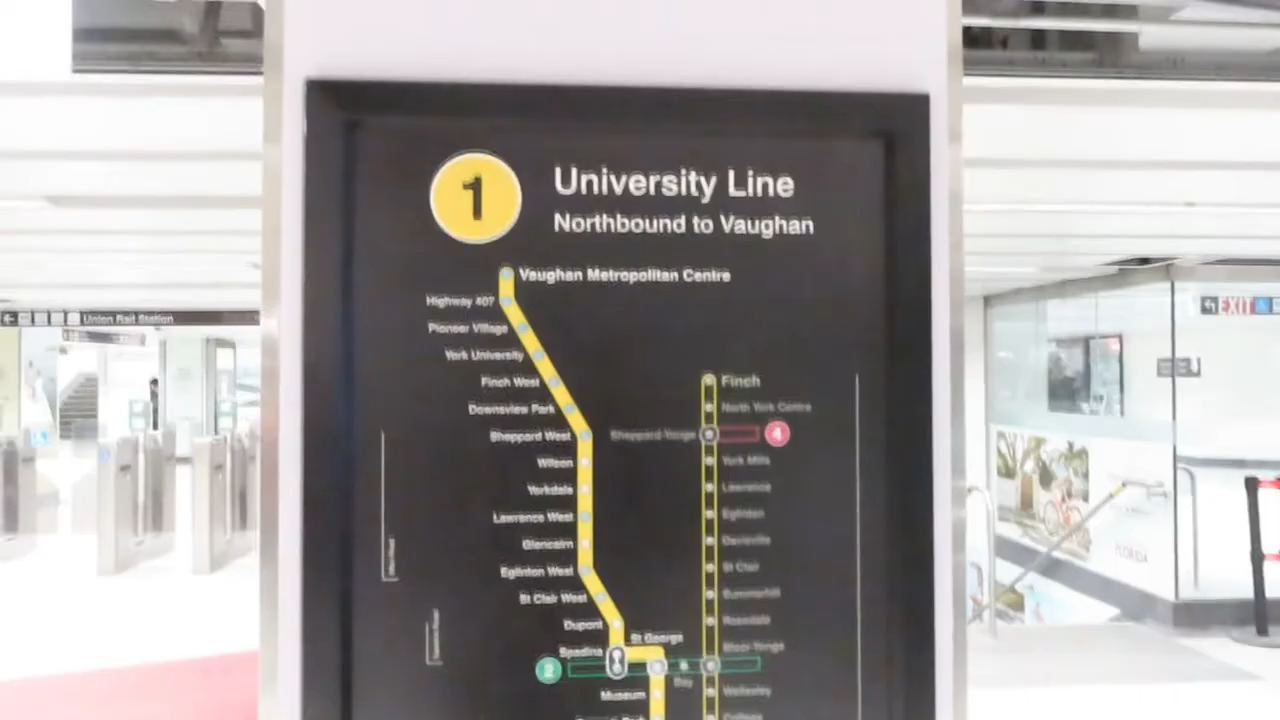 1
University Line
Northbound to Vaughan
Vaughan Metropolitan Centre
Highway 407
Pioneer Village
York University
Finch West
Downsview Park
Sheppard West
Wilson
Yorkdale
Lawrence West
Glencairn
Eglinton West
St Clair West
Dupont
Spadina
St George
2
Museum
Finch
North York Centre
Sheppard-Yonge
4
York Mills
Lawrence
Eglinton
Davisville
St Clair
Summerhill
Rosedale
Bloor-Yonge
Bay
Wellesley
College
Union Rail Station
EXIT
FLORIDA